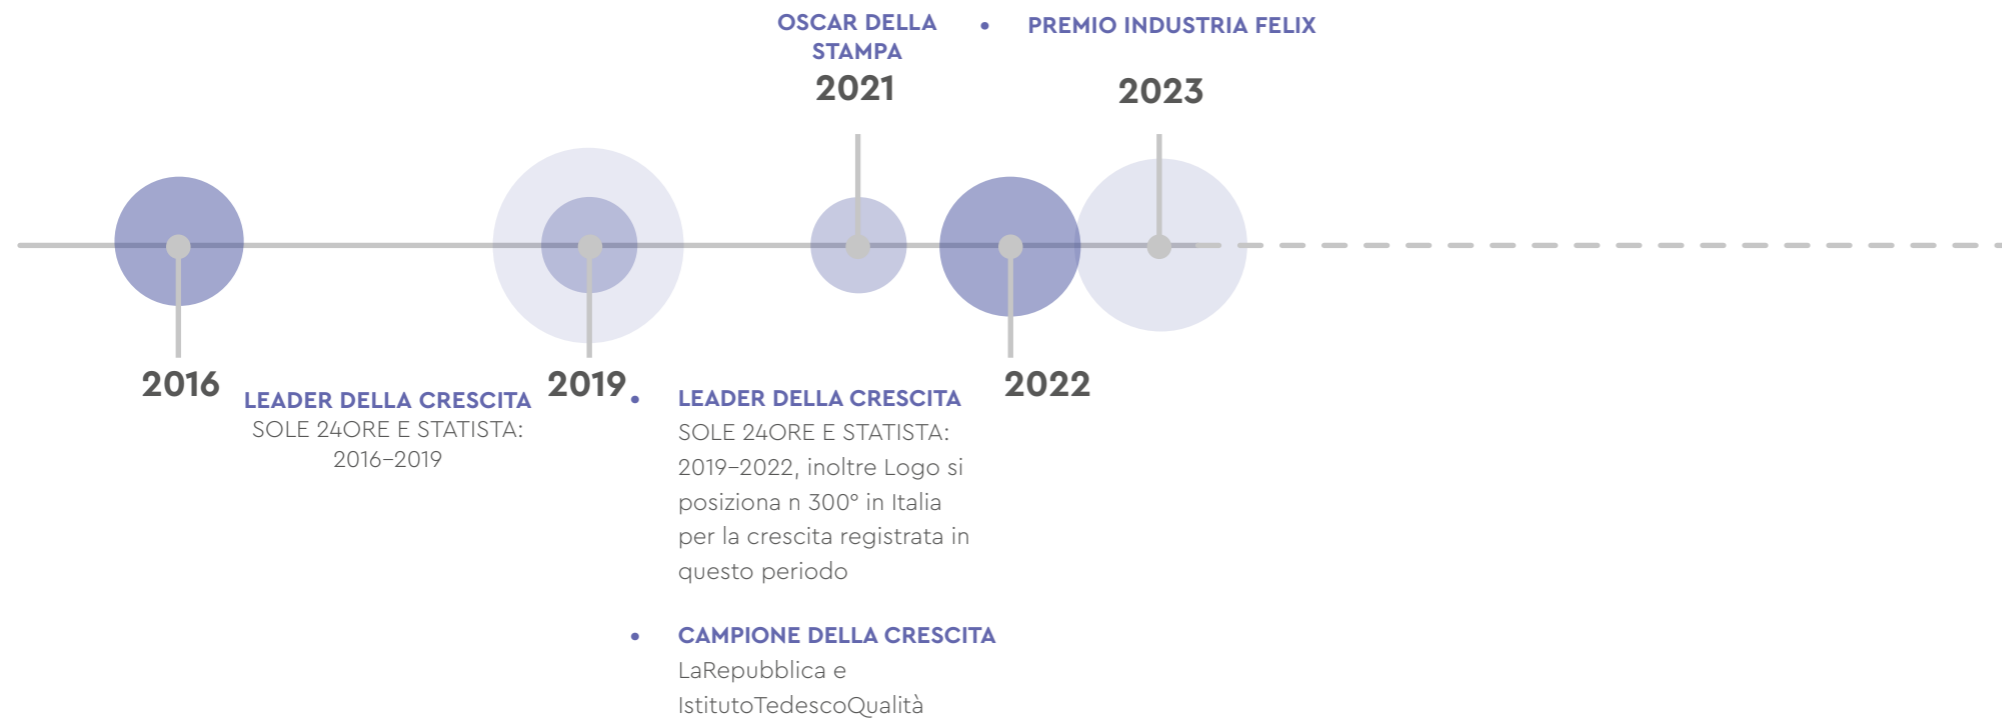 OSCAR DELLA
STAMPA
2021
• PREMIO INDUSTRIA FELIX
2023
2016
LEADER DELLA CRESCITA
SOLE 24ORE E STATISTA:
2016-2019
2019
• LEADER DELLA CRESCITA
SOLE 24ORE E STATISTA:
2019-2022, inoltre Logo si
posiziona n 300° in Italia
per la crescita registrata in
questo periodo
• CAMPIONE DELLA CRESCITA
LaRepubblica e
IstitutoTedescoQualità
2022